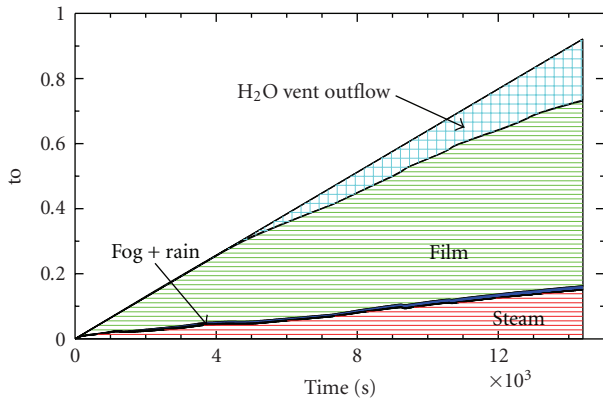 1
0.8
0.6
0.4
0.2
0
to
H₂O vent outflow
Fog + rain
Film
Steam
0 4 8 12
×10³
Time (s)